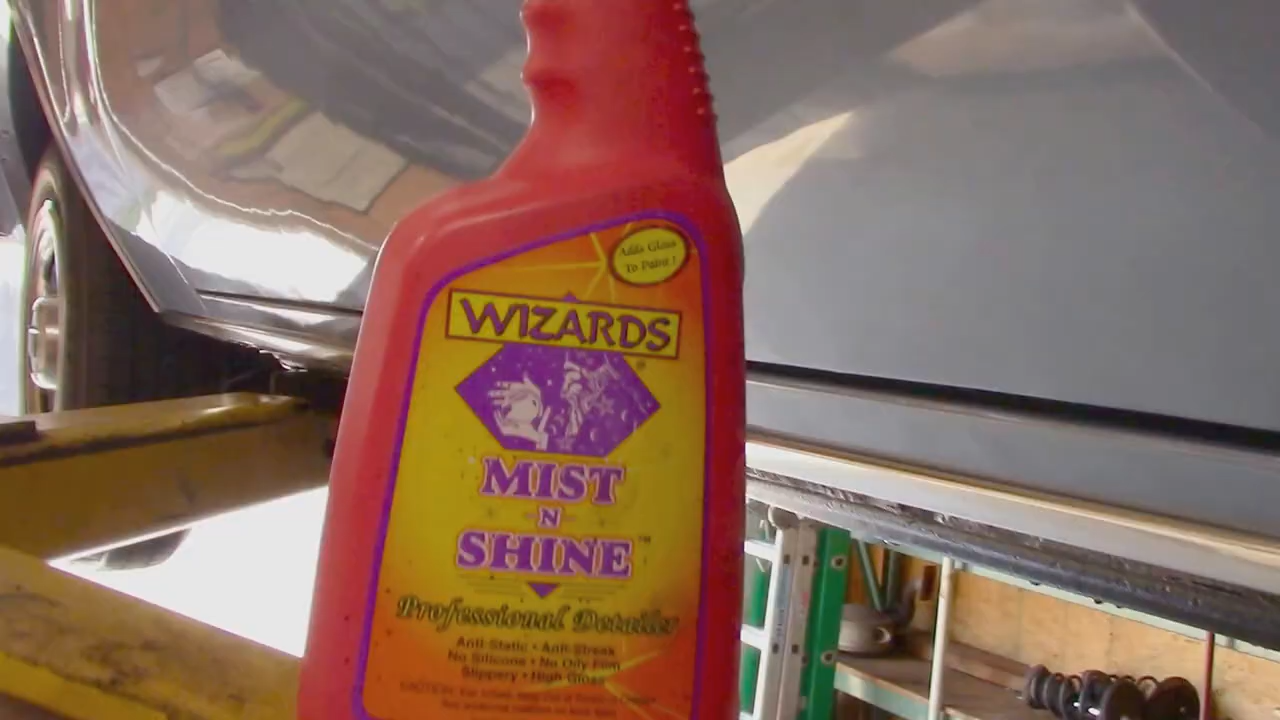 Adds Gloss
To Paint !
WIZARDS
®
MIST
N
SHINE™
Professional Detailer
Anti-Static • Anti-Streak
No Silicone • No Oily Film
Slippery • High Gloss